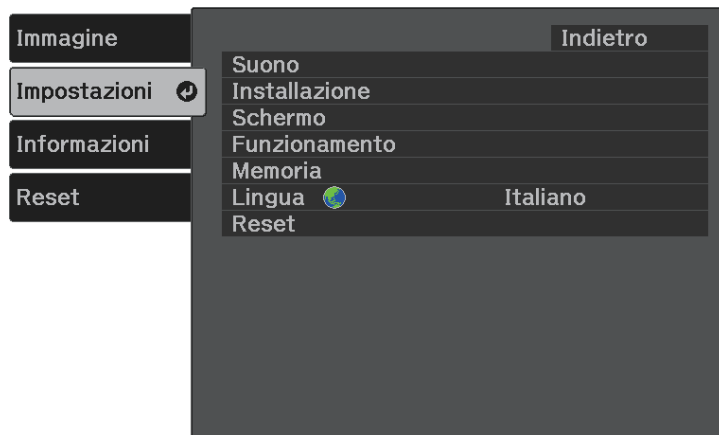 Immagine
Impostazioni
Informazioni
Reset
Indietro
Suono
Installazione
Schermo
Funzionamento
Memoria
Lingua Italiano
Reset